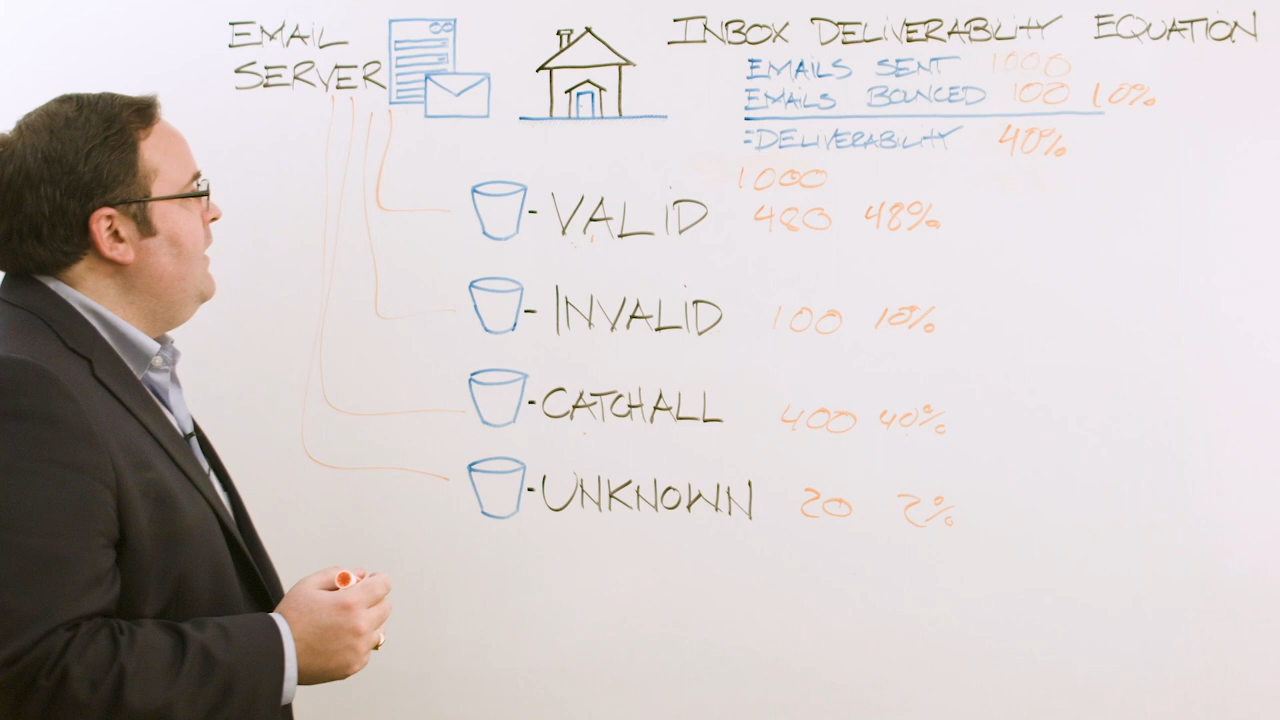 EMAIL
SERVER
INBOX DELIVERABILITY EQUATION
EMAILS SENT 1000
EMAILS BOUNCED 100 10%
=DELIVERABILITY 40%
1000
- VALID 480 48%
- INVALID 100 10%
- CATCHALL 400 40%
- UNKNOWN 20 2%